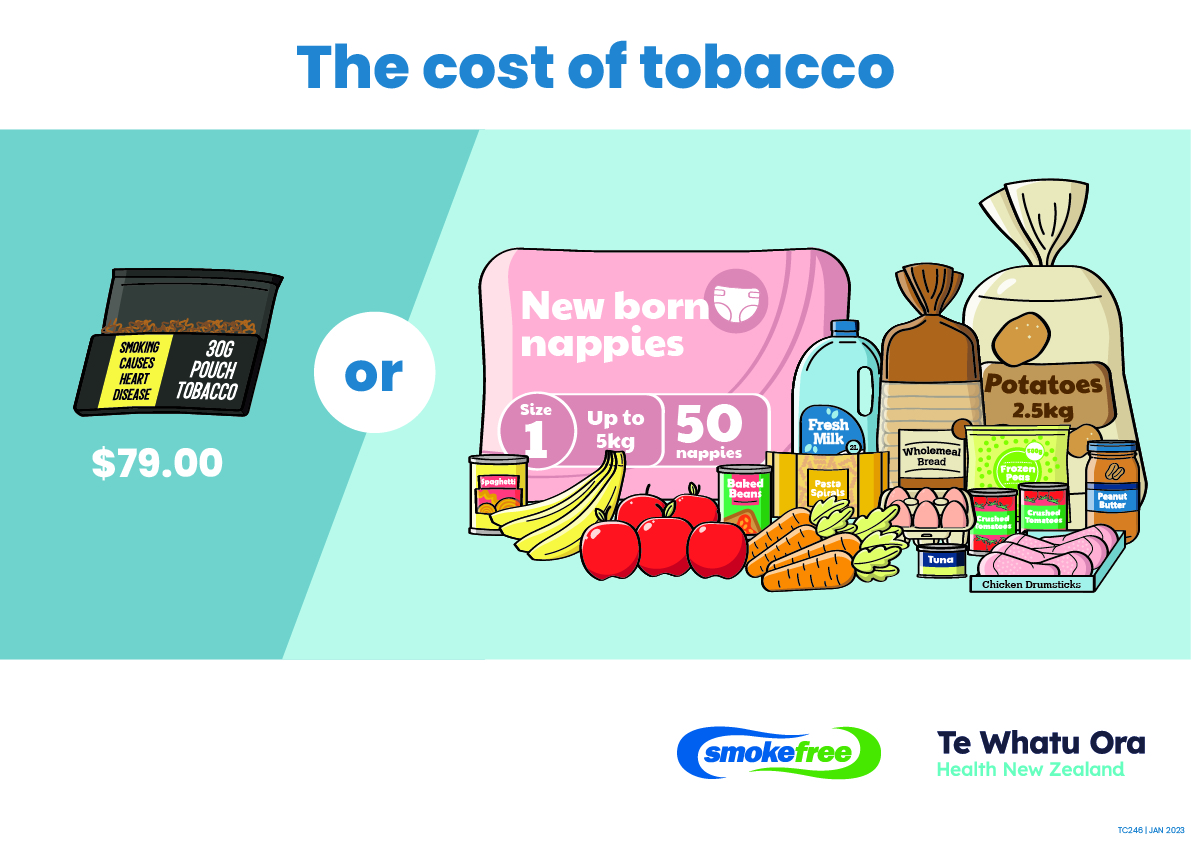 The cost of tobacco
SMOKING
CAUSES
HEART
DISEASE
30G
POUCH
TOBACCO
$79.00
or
New born
nappies
Size
1
Up to
5kg
50
nappies
Fresh
Milk
2L
Potatoes
2.5kg
Wholemeal
Bread
500g
Frozen
Peas
Spaghetti
Baked
Beans
Pasta
Spirals
Crushed
Tomatoes
Crushed
Tomatoes
Peanut
Butter
Tuna
Chicken Drumsticks
smokefree
Te Whatu Ora
Health New Zealand
TC246 | JAN 2023